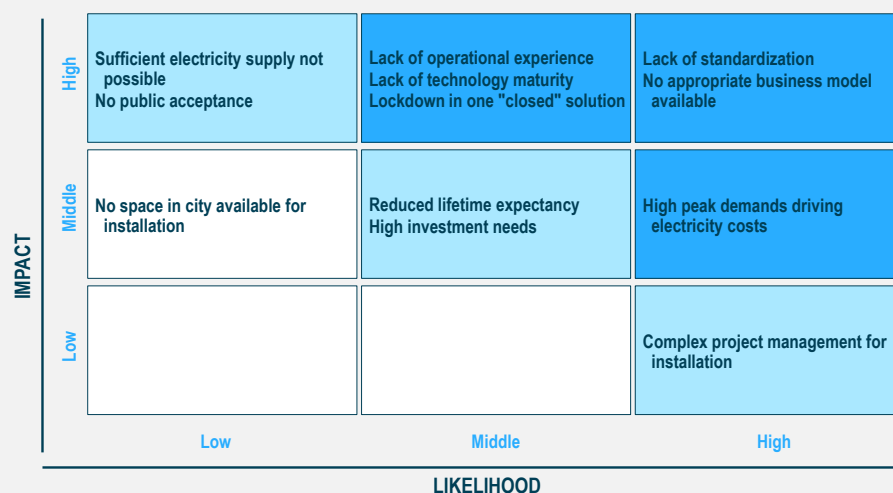 Sufficient electricity supply not
possible
No public acceptance
Lack of operational experience
Lack of technology maturity
Lockdown in one "closed" solution
Lack of standardization
No appropriate business model
available
High
No space in city available for
installation
Reduced lifetime expectancy
High investment needs
High peak demands driving
electricity costs
Middle
IMPACT
Complex project management for
installation
Low
Low
Middle
High
LIKELIHOOD